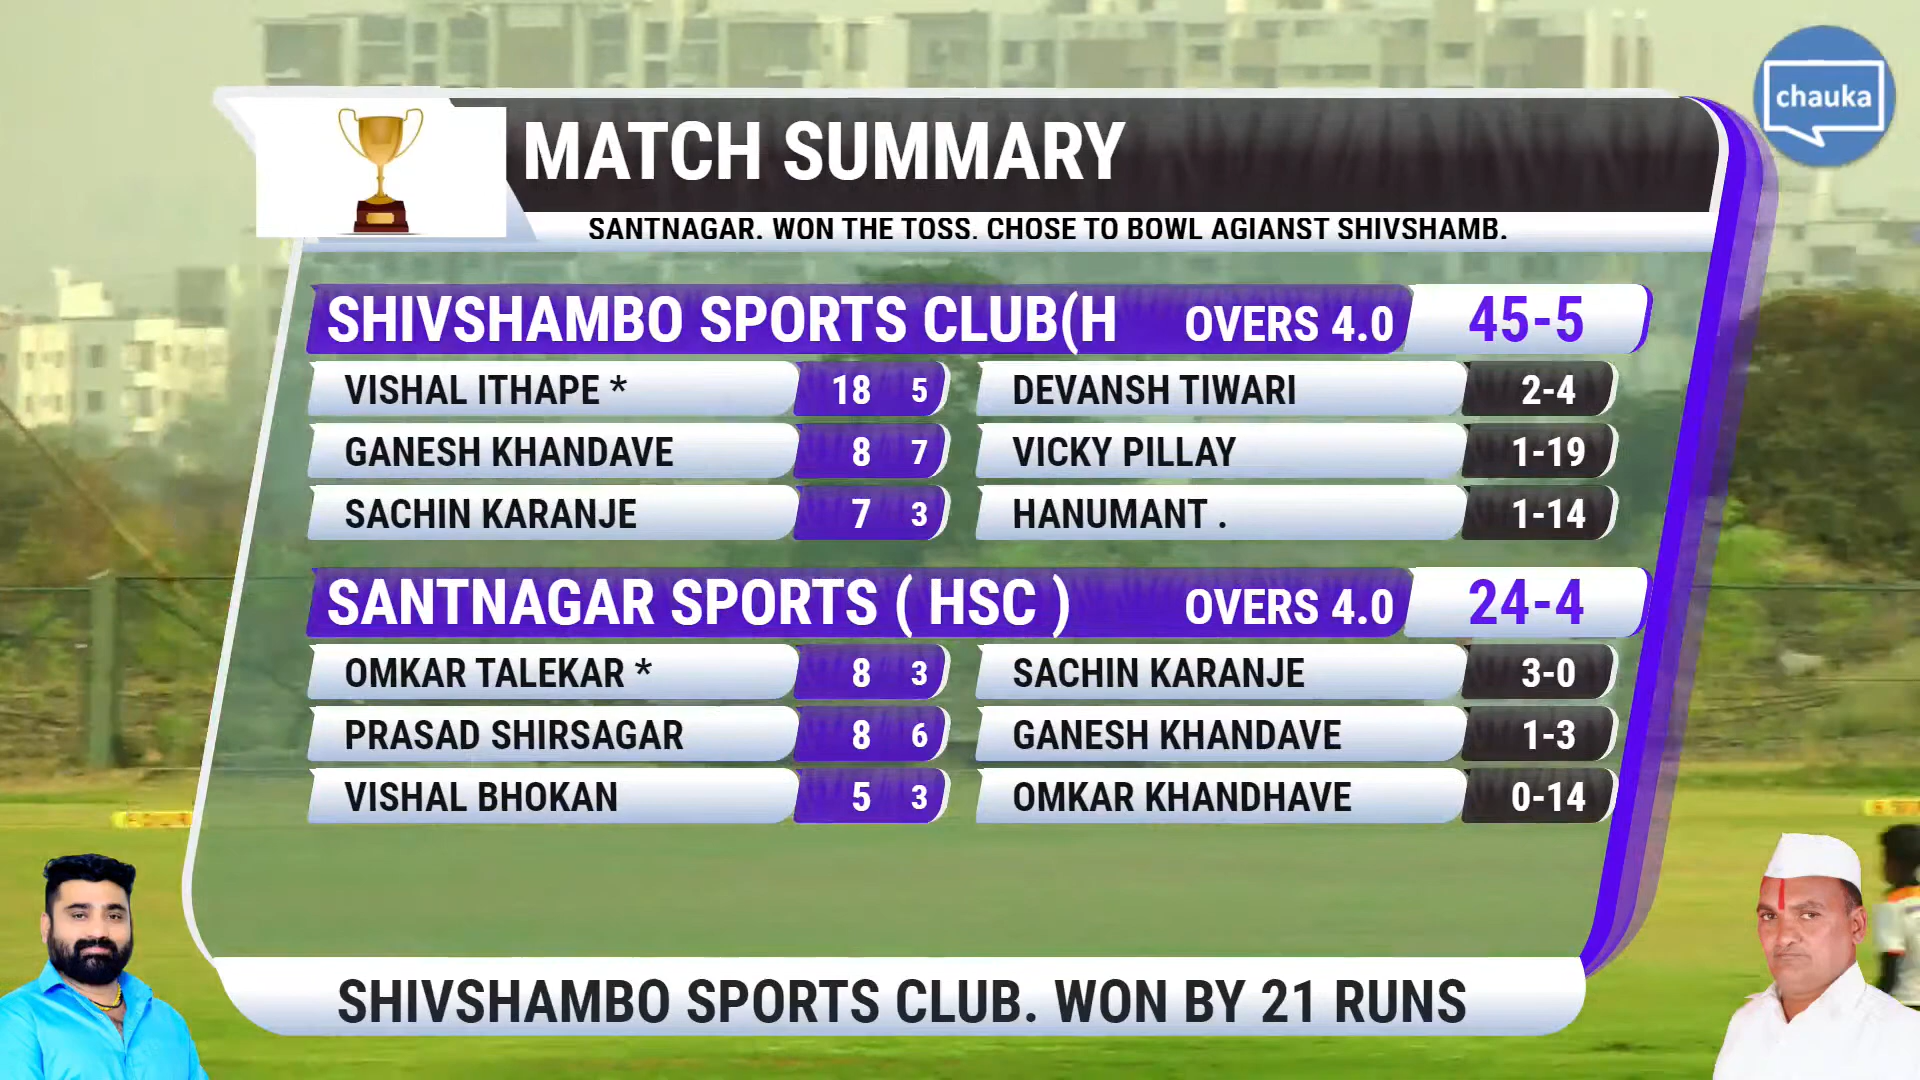 chauka
MATCH SUMMARY
SANTNAGAR. WON THE TOSS. CHOSE TO BOWL AGIANST SHIVSHAMB.
SHIVSHAMBO SPORTS CLUB(H OVERS 4.0 45-5
VISHAL ITHAPE * 18 5 DEVANSH TIWARI 2-4
GANESH KHANDAVE 8 7 VICKY PILLAY 1-19
SACHIN KARANJE 7 3 HANUMANT . 1-14
SANTNAGAR SPORTS ( HSC ) OVERS 4.0 24-4
OMKAR TALEKAR * 8 3 SACHIN KARANJE 3-0
PRASAD SHIRSAGAR 8 6 GANESH KHANDAVE 1-3
VISHAL BHOKAN 5 3 OMKAR KHANDHAVE 0-14
SHIVSHAMBO SPORTS CLUB. WON BY 21 RUNS